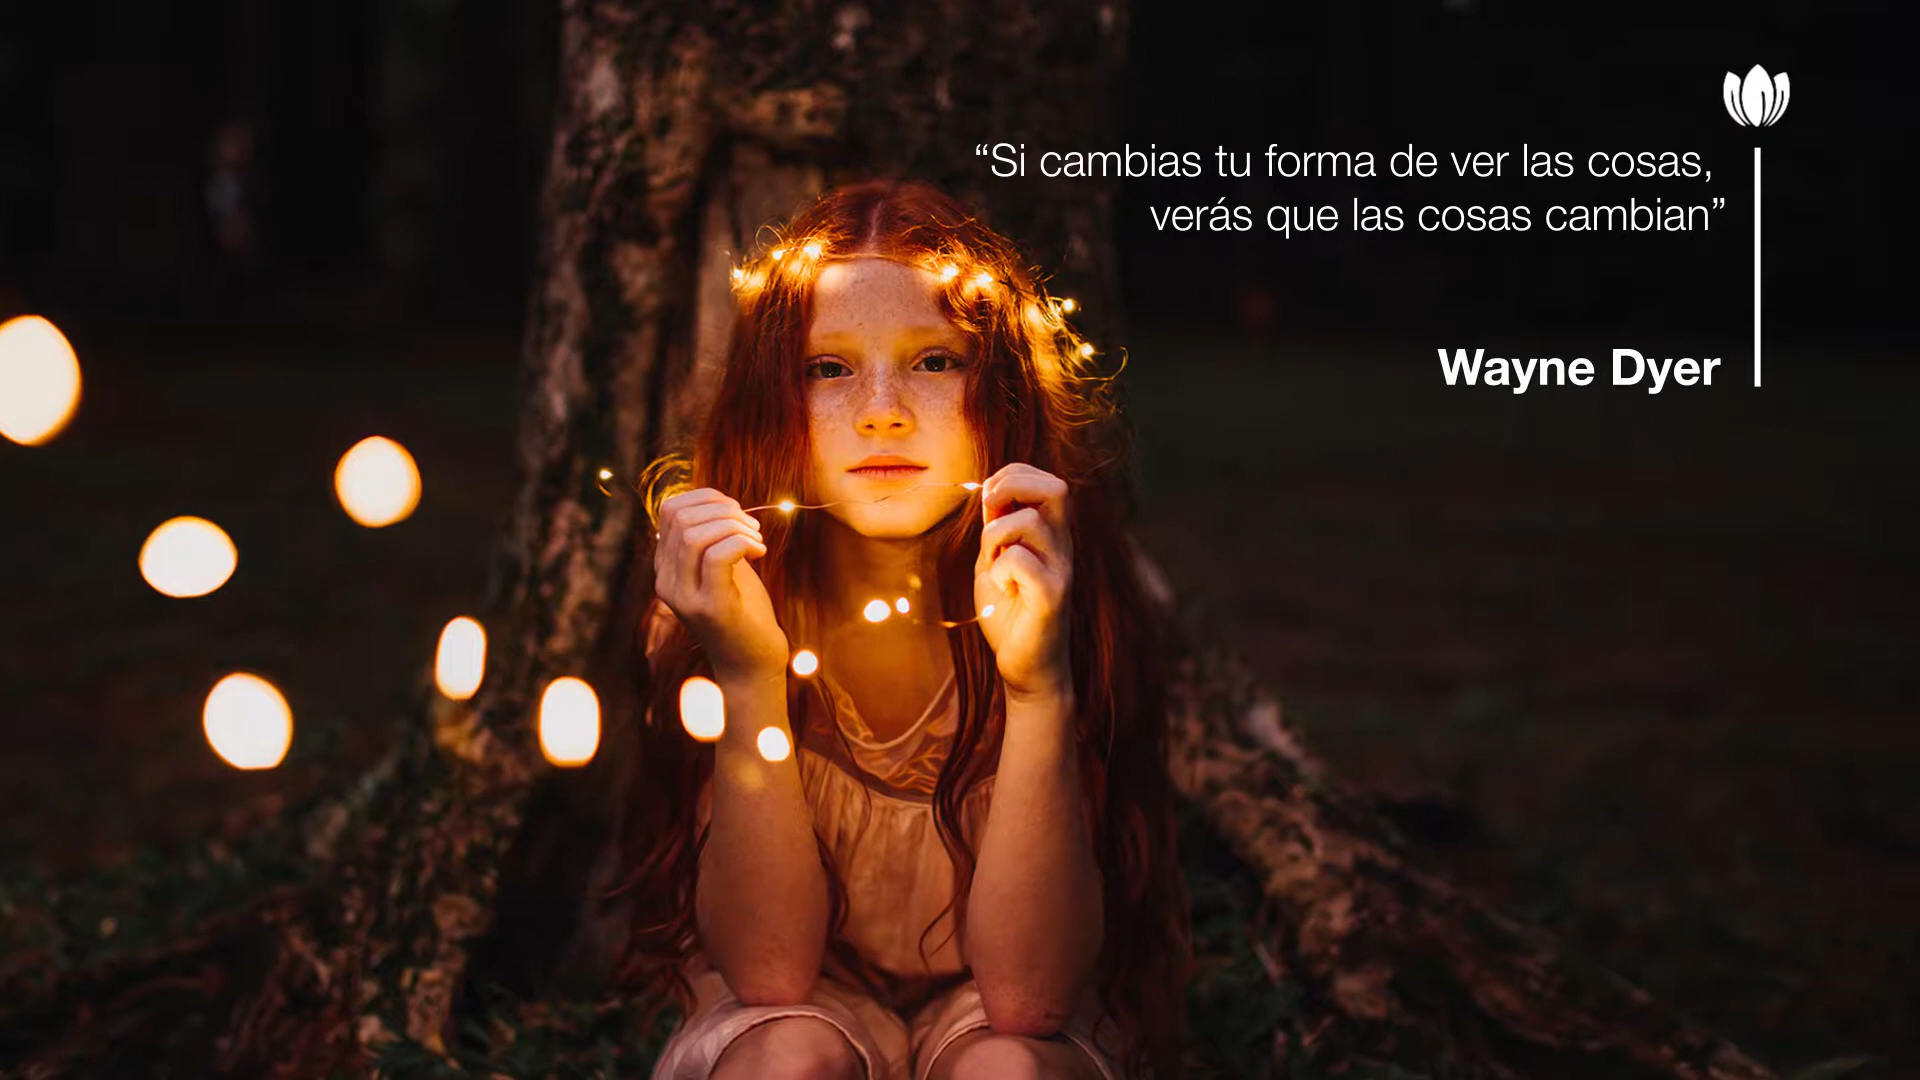 “Si cambias tu forma de ver las cosas,
verás que las cosas cambian”
Wayne Dyer